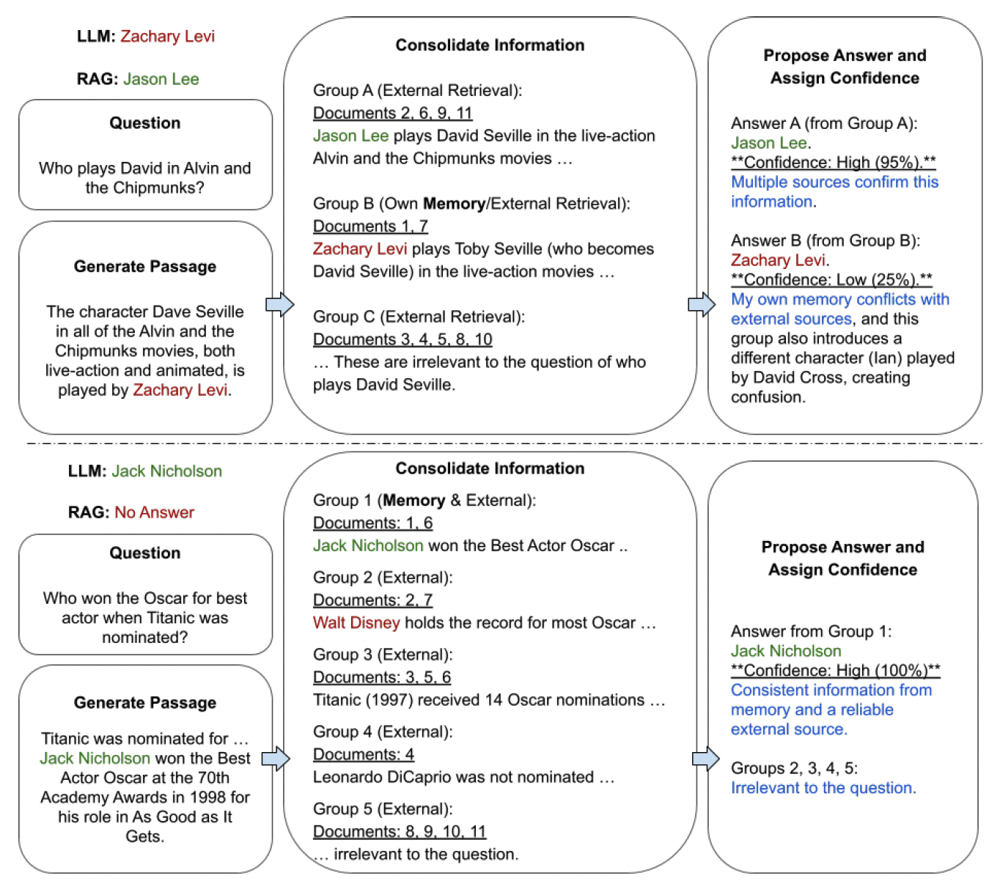 LLM: Zachary Levi
RAG: Jason Lee
Question
Who plays David in Alvin and
the Chipmunks?
Generate Passage
The character Dave Seville
in all of the Alvin and the
Chipmunks movies, both
live-action and animated, is
played by Zachary Levi.
Consolidate Information
Group A (External Retrieval):
Documents 2, 6, 9, 11
Jason Lee plays David Seville in the live-action
Alvin and the Chipmunks movies …
Group B (Own Memory/External Retrieval):
Documents 1, 7
Zachary Levi plays Toby Seville (who becomes
David Seville) in the live-action movies …
Group C (External Retrieval):
Documents 3, 4, 5, 8, 10
… These are irrelevant to the question of who
plays David Seville.
Propose Answer and
Assign Confidence
Answer A (from Group A):
Jason Lee.
**Confidence: High (95%).**
Multiple sources confirm this
information.
Answer B (from Group B):
Zachary Levi.
**Confidence: Low (25%).**
My own memory conflicts with
external sources, and this
group also introduces a
different character (Ian) played
by David Cross, creating
confusion.
LLM: Jack Nicholson
RAG: No Answer
Question
Who won the Oscar for best
actor when Titanic was
nominated?
Generate Passage
Titanic was nominated for …
Jack Nicholson won the Best
Actor Oscar at the 70th
Academy Awards in 1998 for
his role in As Good as It
Gets.
Consolidate Information
Group 1 (Memory & External):
Documents: 1, 6
Jack Nicholson won the Best Actor Oscar ..
Group 2 (External):
Documents: 2, 7
Walt Disney holds the record for most Oscar …
Group 3 (External):
Documents: 3, 5, 6
Titanic (1997) received 14 Oscar nominations …
Group 4 (External):
Documents: 4
Leonardo DiCaprio was not nominated …
Group 5 (External):
Documents: 8, 9, 10, 11
… irrelevant to the question.
Propose Answer and
Assign Confidence
Answer from Group 1:
Jack Nicholson
**Confidence: High (100%)**
Consistent information from
memory and a reliable
external source.
Groups 2, 3, 4, 5:
Irrelevant to the question.